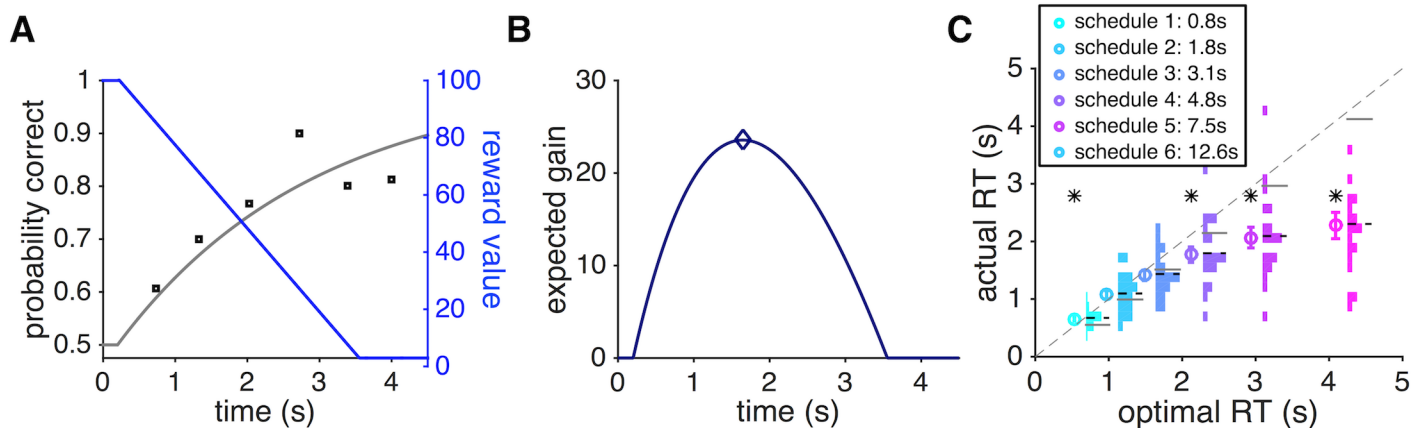 A
probability correct
1
0.9
0.8
0.7
0.6
0.5
0 1 2 3 4
time (s)
100
80
60
40
20
0
reward value
B
expected gain
30
20
10
0
0 1 2 3 4
time (s)
C
schedule 1: 0.8s
schedule 2: 1.8s
schedule 3: 3.1s
schedule 4: 4.8s
schedule 5: 7.5s
schedule 6: 12.6s
actual RT (s)
5
4
3
2
1
0
* * * *
0 1 2 3 4 5
optimal RT (s)